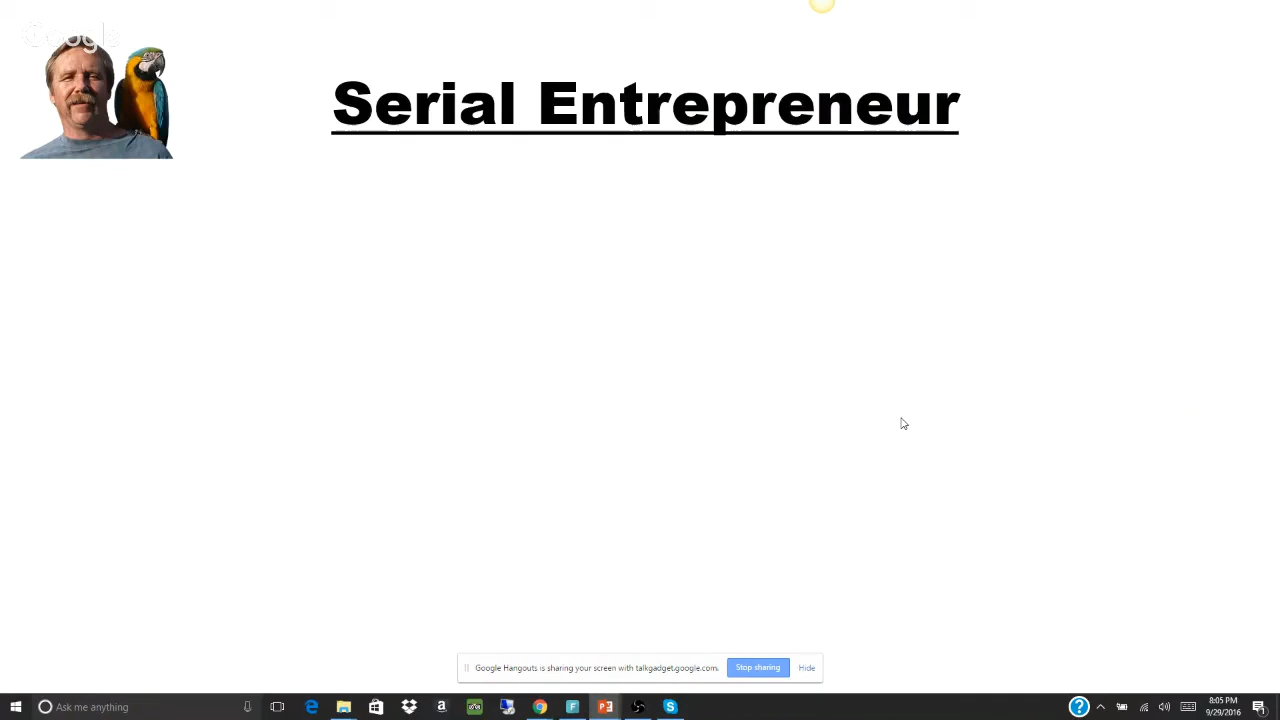 Google
Serial Entrepreneur
Google Hangouts is sharing your screen with talkgadget.google.com.
Stop sharing
Hide
Ask me anything
8:05 PM
9/29/2016